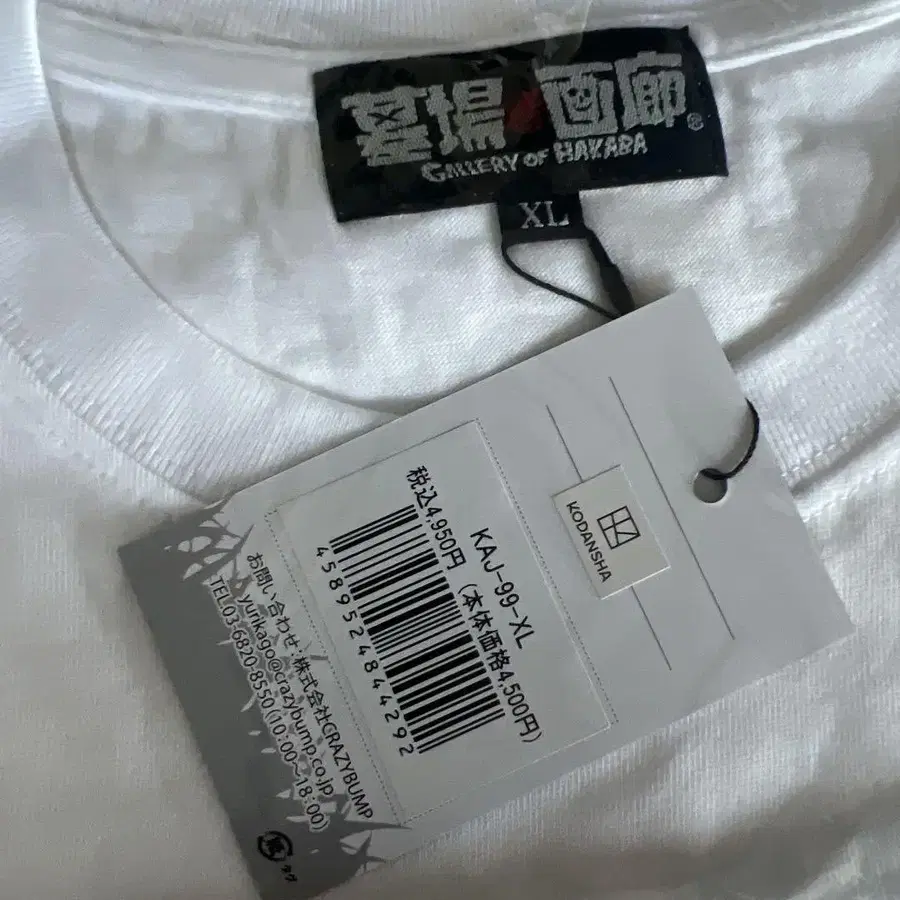 墓場の画廊®
GALLERY OF HAKABA
XL
KODANSHA
KAJ-99-XL
税込4,950円 (本体価格4,500円)
4589524844292
お問い合わせ:株式会社CRAZYBUMP
yurikago@crazybump.co.jp
TEL03-6820-8550(10:00〜18:00)
紙 タグ